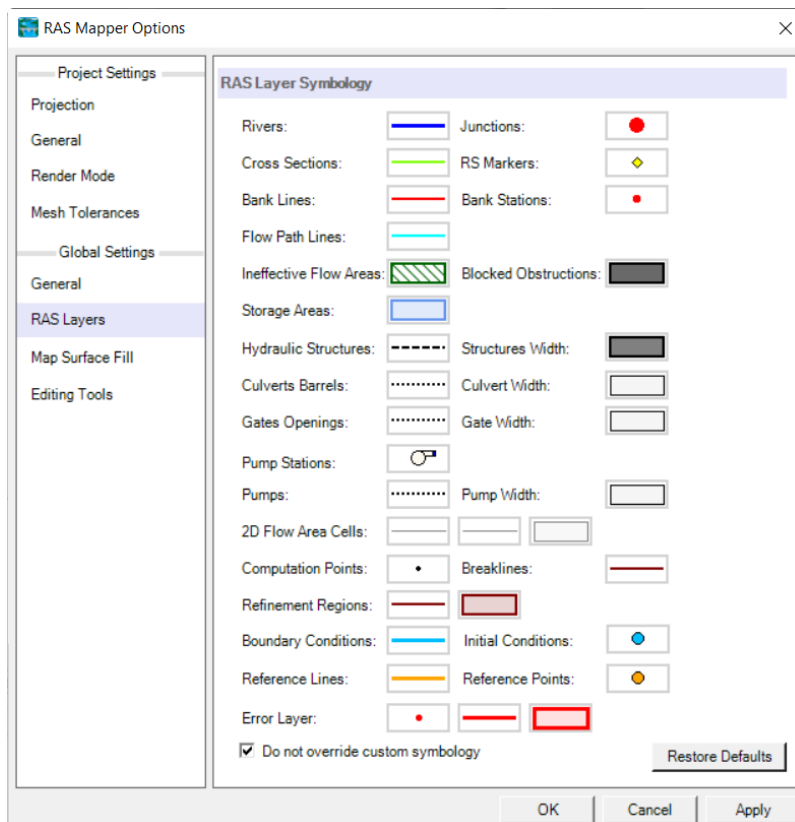 RAS Mapper Options
Project Settings
Projection
General
Render Mode
Mesh Tolerances
Global Settings
General
RAS Layers
Map Surface Fill
Editing Tools
RAS Layer Symbology
Rivers: Junctions:
Cross Sections: RS Markers:
Bank Lines: Bank Stations:
Flow Path Lines:
Ineffective Flow Areas: Blocked Obstructions:
Storage Areas:
Hydraulic Structures: Structures Width:
Culverts Barrels: Culvert Width:
Gates Openings: Gate Width:
Pump Stations:
Pumps: Pump Width:
2D Flow Area Cells:
Computation Points: Breaklines:
Refinement Regions:
Boundary Conditions: Initial Conditions:
Reference Lines: Reference Points:
Error Layer:
Do not override custom symbology
Restore Defaults
OK Cancel Apply